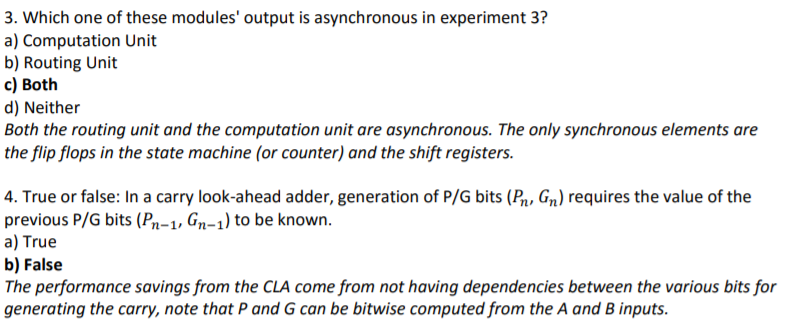 3. Which one of these modules' output is asynchronous in experiment 3?
a) Computation Unit
b) Routing Unit
c) Both
d) Neither
Both the routing unit and the computation unit are asynchronous. The only synchronous elements are
the flip flops in the state machine (or counter) and the shift registers.
4. True or false: In a carry look-ahead adder, generation of P/G bits (Pₙ, Gₙ) requires the value of the
previous P/G bits (Pₙ₋₁, Gₙ₋₁) to be known.
a) True
b) False
The performance savings from the CLA come from not having dependencies between the various bits for
generating the carry, note that P and G can be bitwise computed from the A and B inputs.